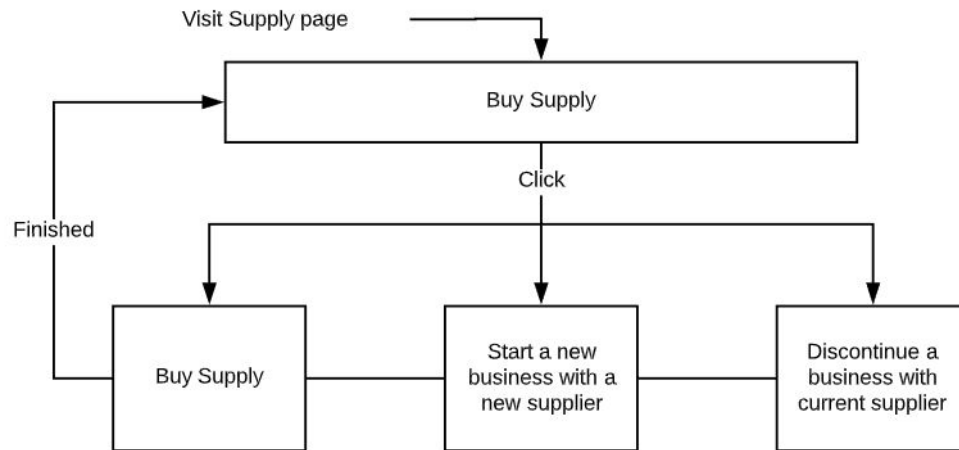 Visit Supply page
Buy Supply
Click
Finished
Buy Supply
Start a new
business with a
new supplier
Discontinue a
business with
current supplier